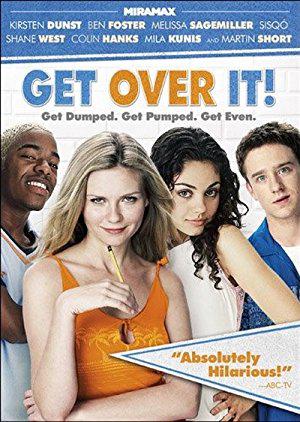 MIRAMAX
KIRSTEN DUNST BEN FOSTER MELISSA SAGEMILLER SISQÓ
SHANE WEST COLIN HANKS MILA KUNIS AND MARTIN SHORT
GET OVER IT!
Get Dumped. Get Pumped. Get Even.
"Absolutely
Hilarious!"
—ABC-TV